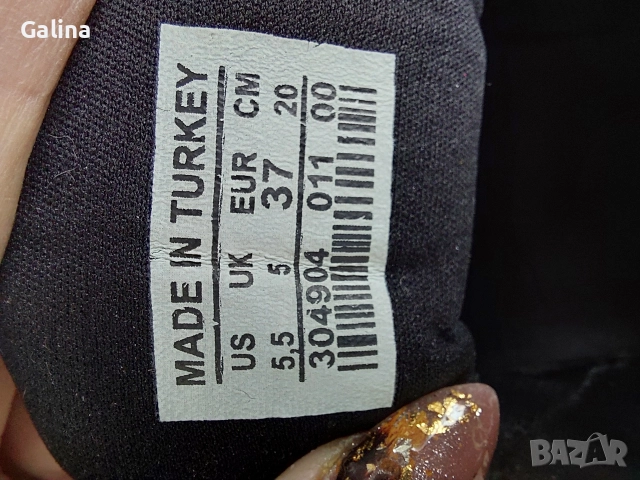 Galina
MADE IN TURKEY
US UK EUR CM
5,5 5 37 20
304904 011 00
BAZAR